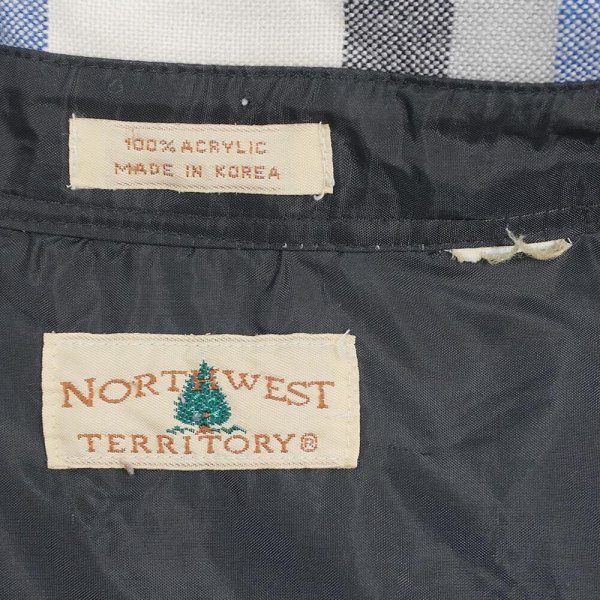 100% ACRYLIC
MADE IN KOREA
NORTHWEST
TERRITORY®